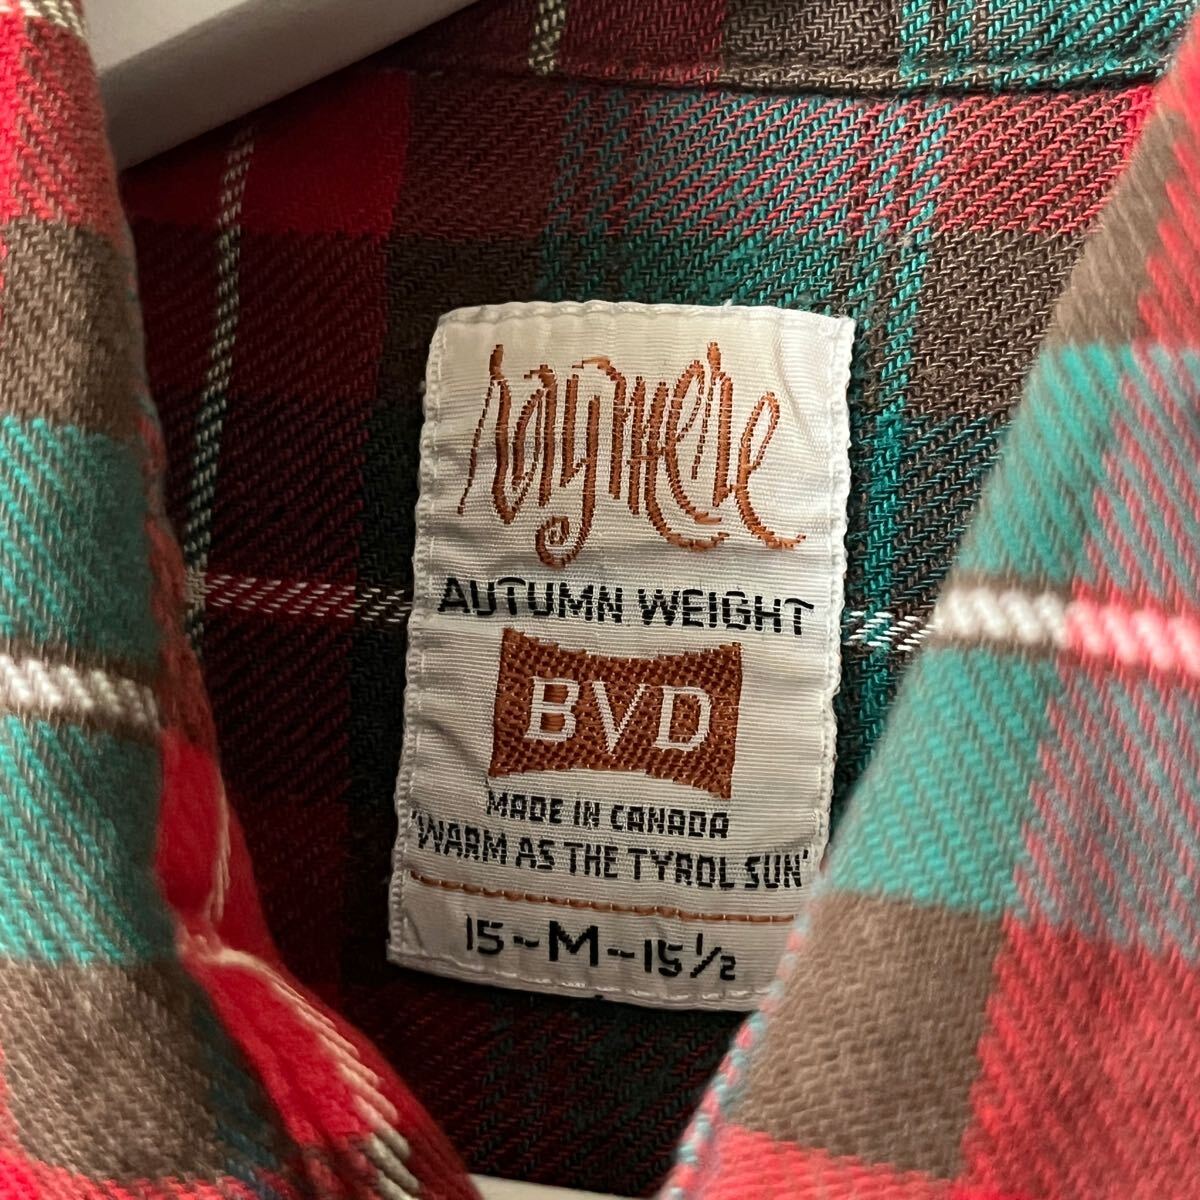 AUTUMN WEIGHT
BVD
MADE IN CANADA
'WARM AS THE TYROL SUN'
15-M-15½